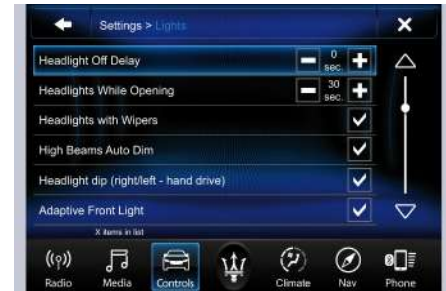 Settings > Lights
Headlight Off Delay
0
sec.
Headlights While Opening
30
sec.
Headlights with Wipers
High Beams Auto Dim
Headlight dip (right/left - hand drive)
Adaptive Front Light
X items in list
Radio Media Controls Climate Nav Phone